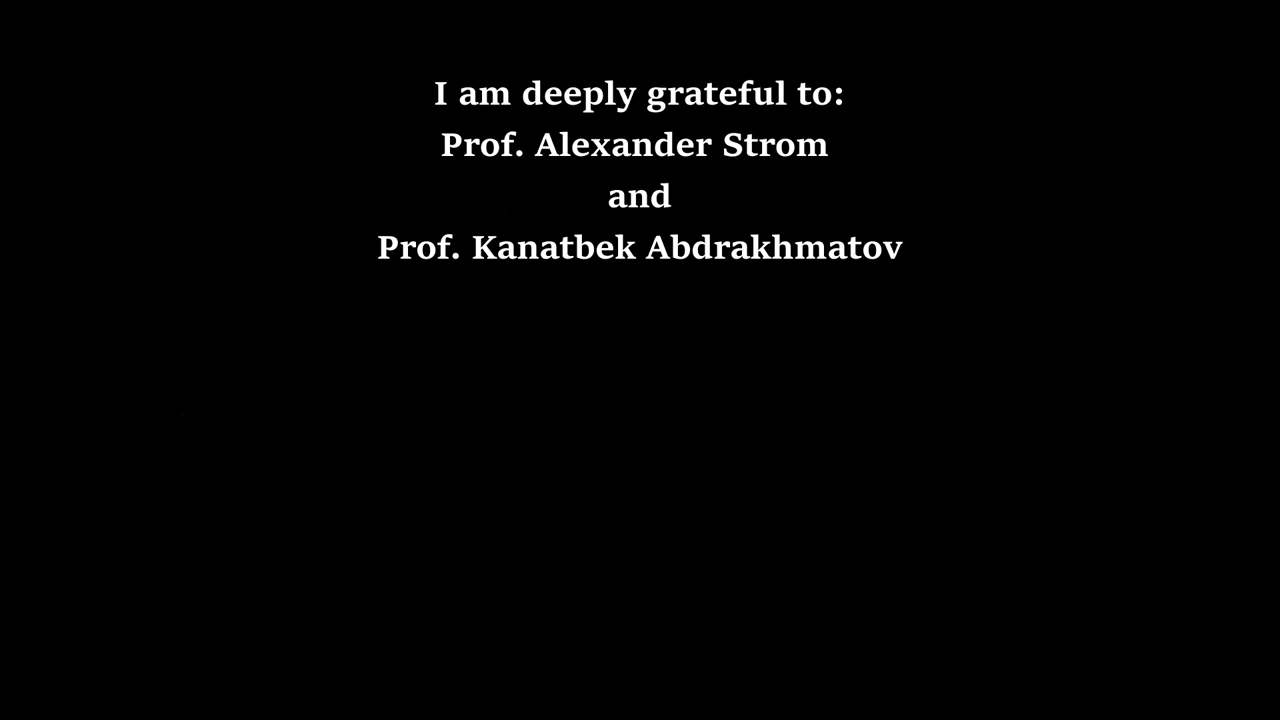 I am deeply grateful to:
Prof. Alexander Strom
and
Prof. Kanatbek Abdrakhmatov